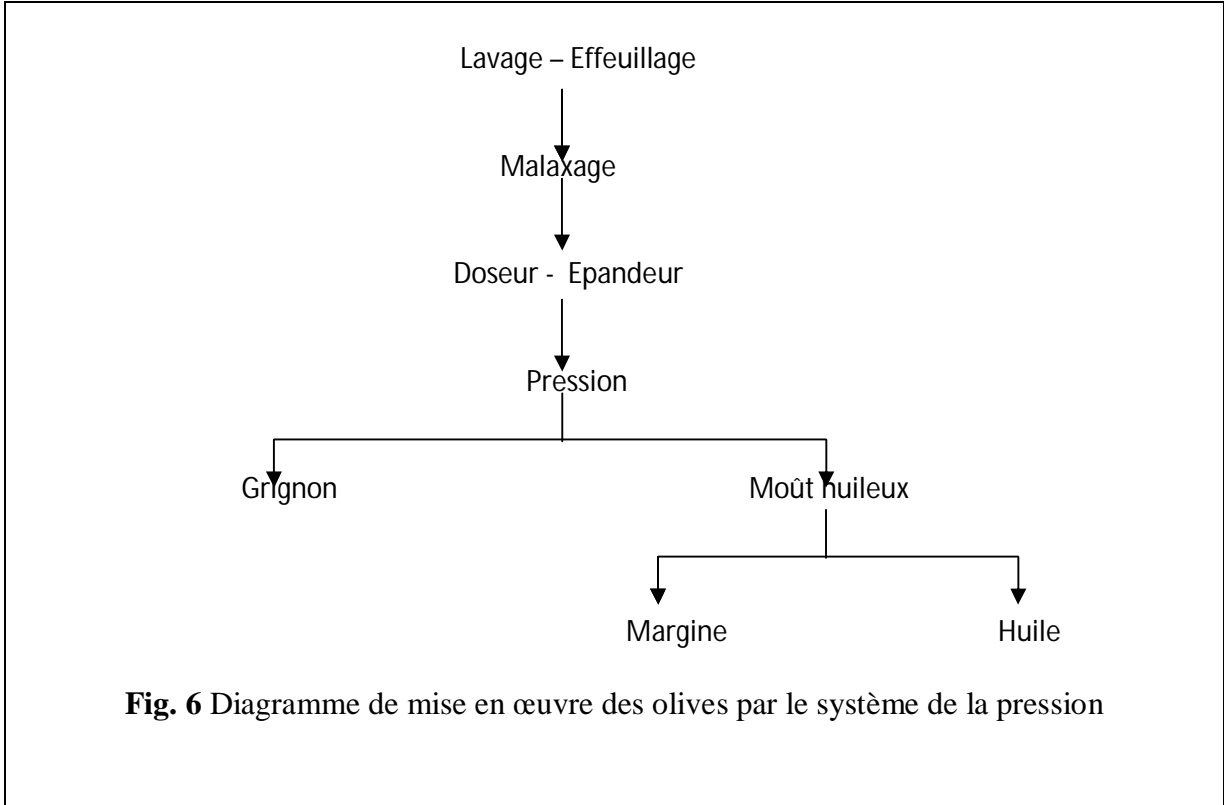 Lavage – Effeuillage
Malaxage
Doseur - Epandeur
Pression
Grignon Moût huileux
Margine Huile
Fig. 6 Diagramme de mise en œuvre des olives par le système de la pression